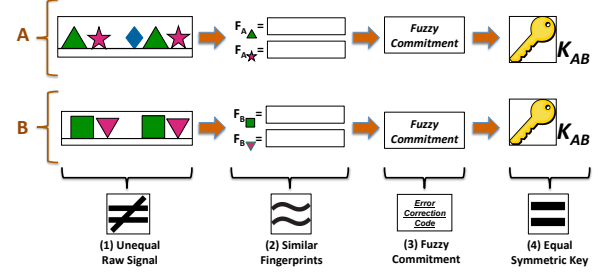 A
F_A▲=
F_A★=
Fuzzy
Commitment
K_AB
B
F_B■=
F_B▼=
Fuzzy
Commitment
K_AB
Error
Correction
Code
(1) Unequal
Raw Signal
(2) Similar
Fingerprints
(3) Fuzzy
Commitment
(4) Equal
Symmetric Key